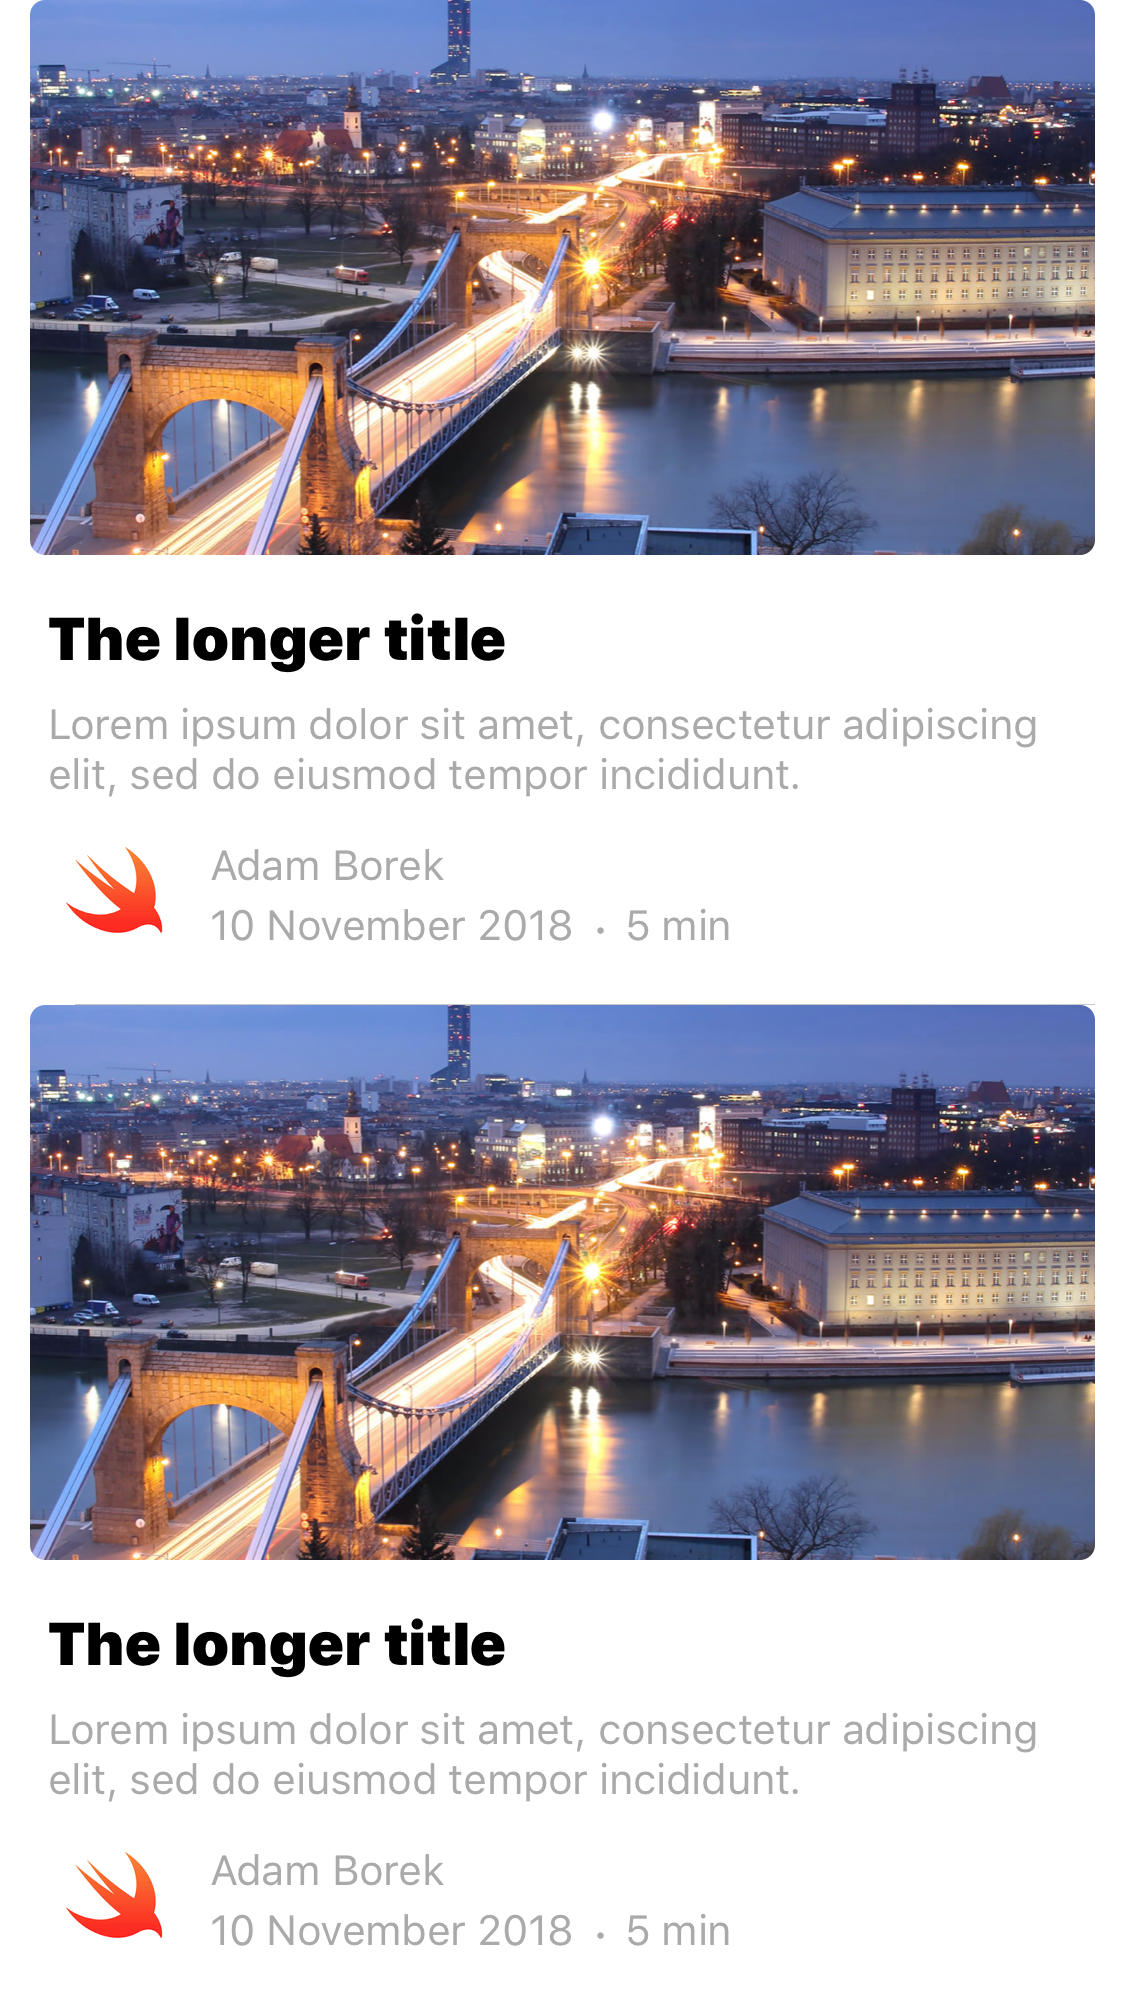 The longer title
Lorem ipsum dolor sit amet, consectetur adipiscing
elit, sed do eiusmod tempor incididunt.
Adam Borek
10 November 2018 • 5 min
The longer title
Lorem ipsum dolor sit amet, consectetur adipiscing
elit, sed do eiusmod tempor incididunt.
Adam Borek
10 November 2018 • 5 min